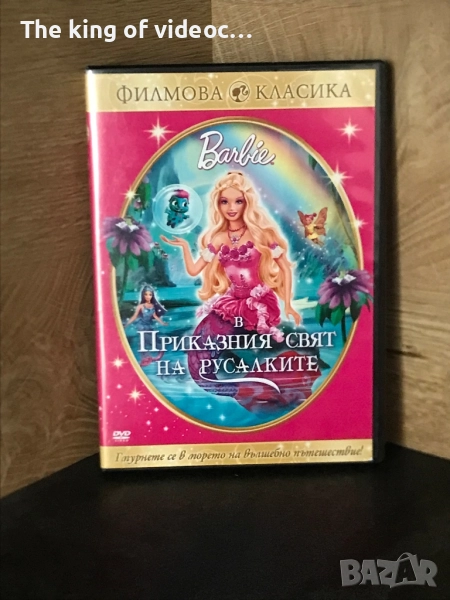 The king of videoc...
ФИЛМОВА КЛАСИКА
Barbie
В
ПРИКАЗНИЯ СВЯТ
НА РУСАЛКИТЕ
DVD
Гмурнете се в морето на вълшебно пътешествие!
BAZAR